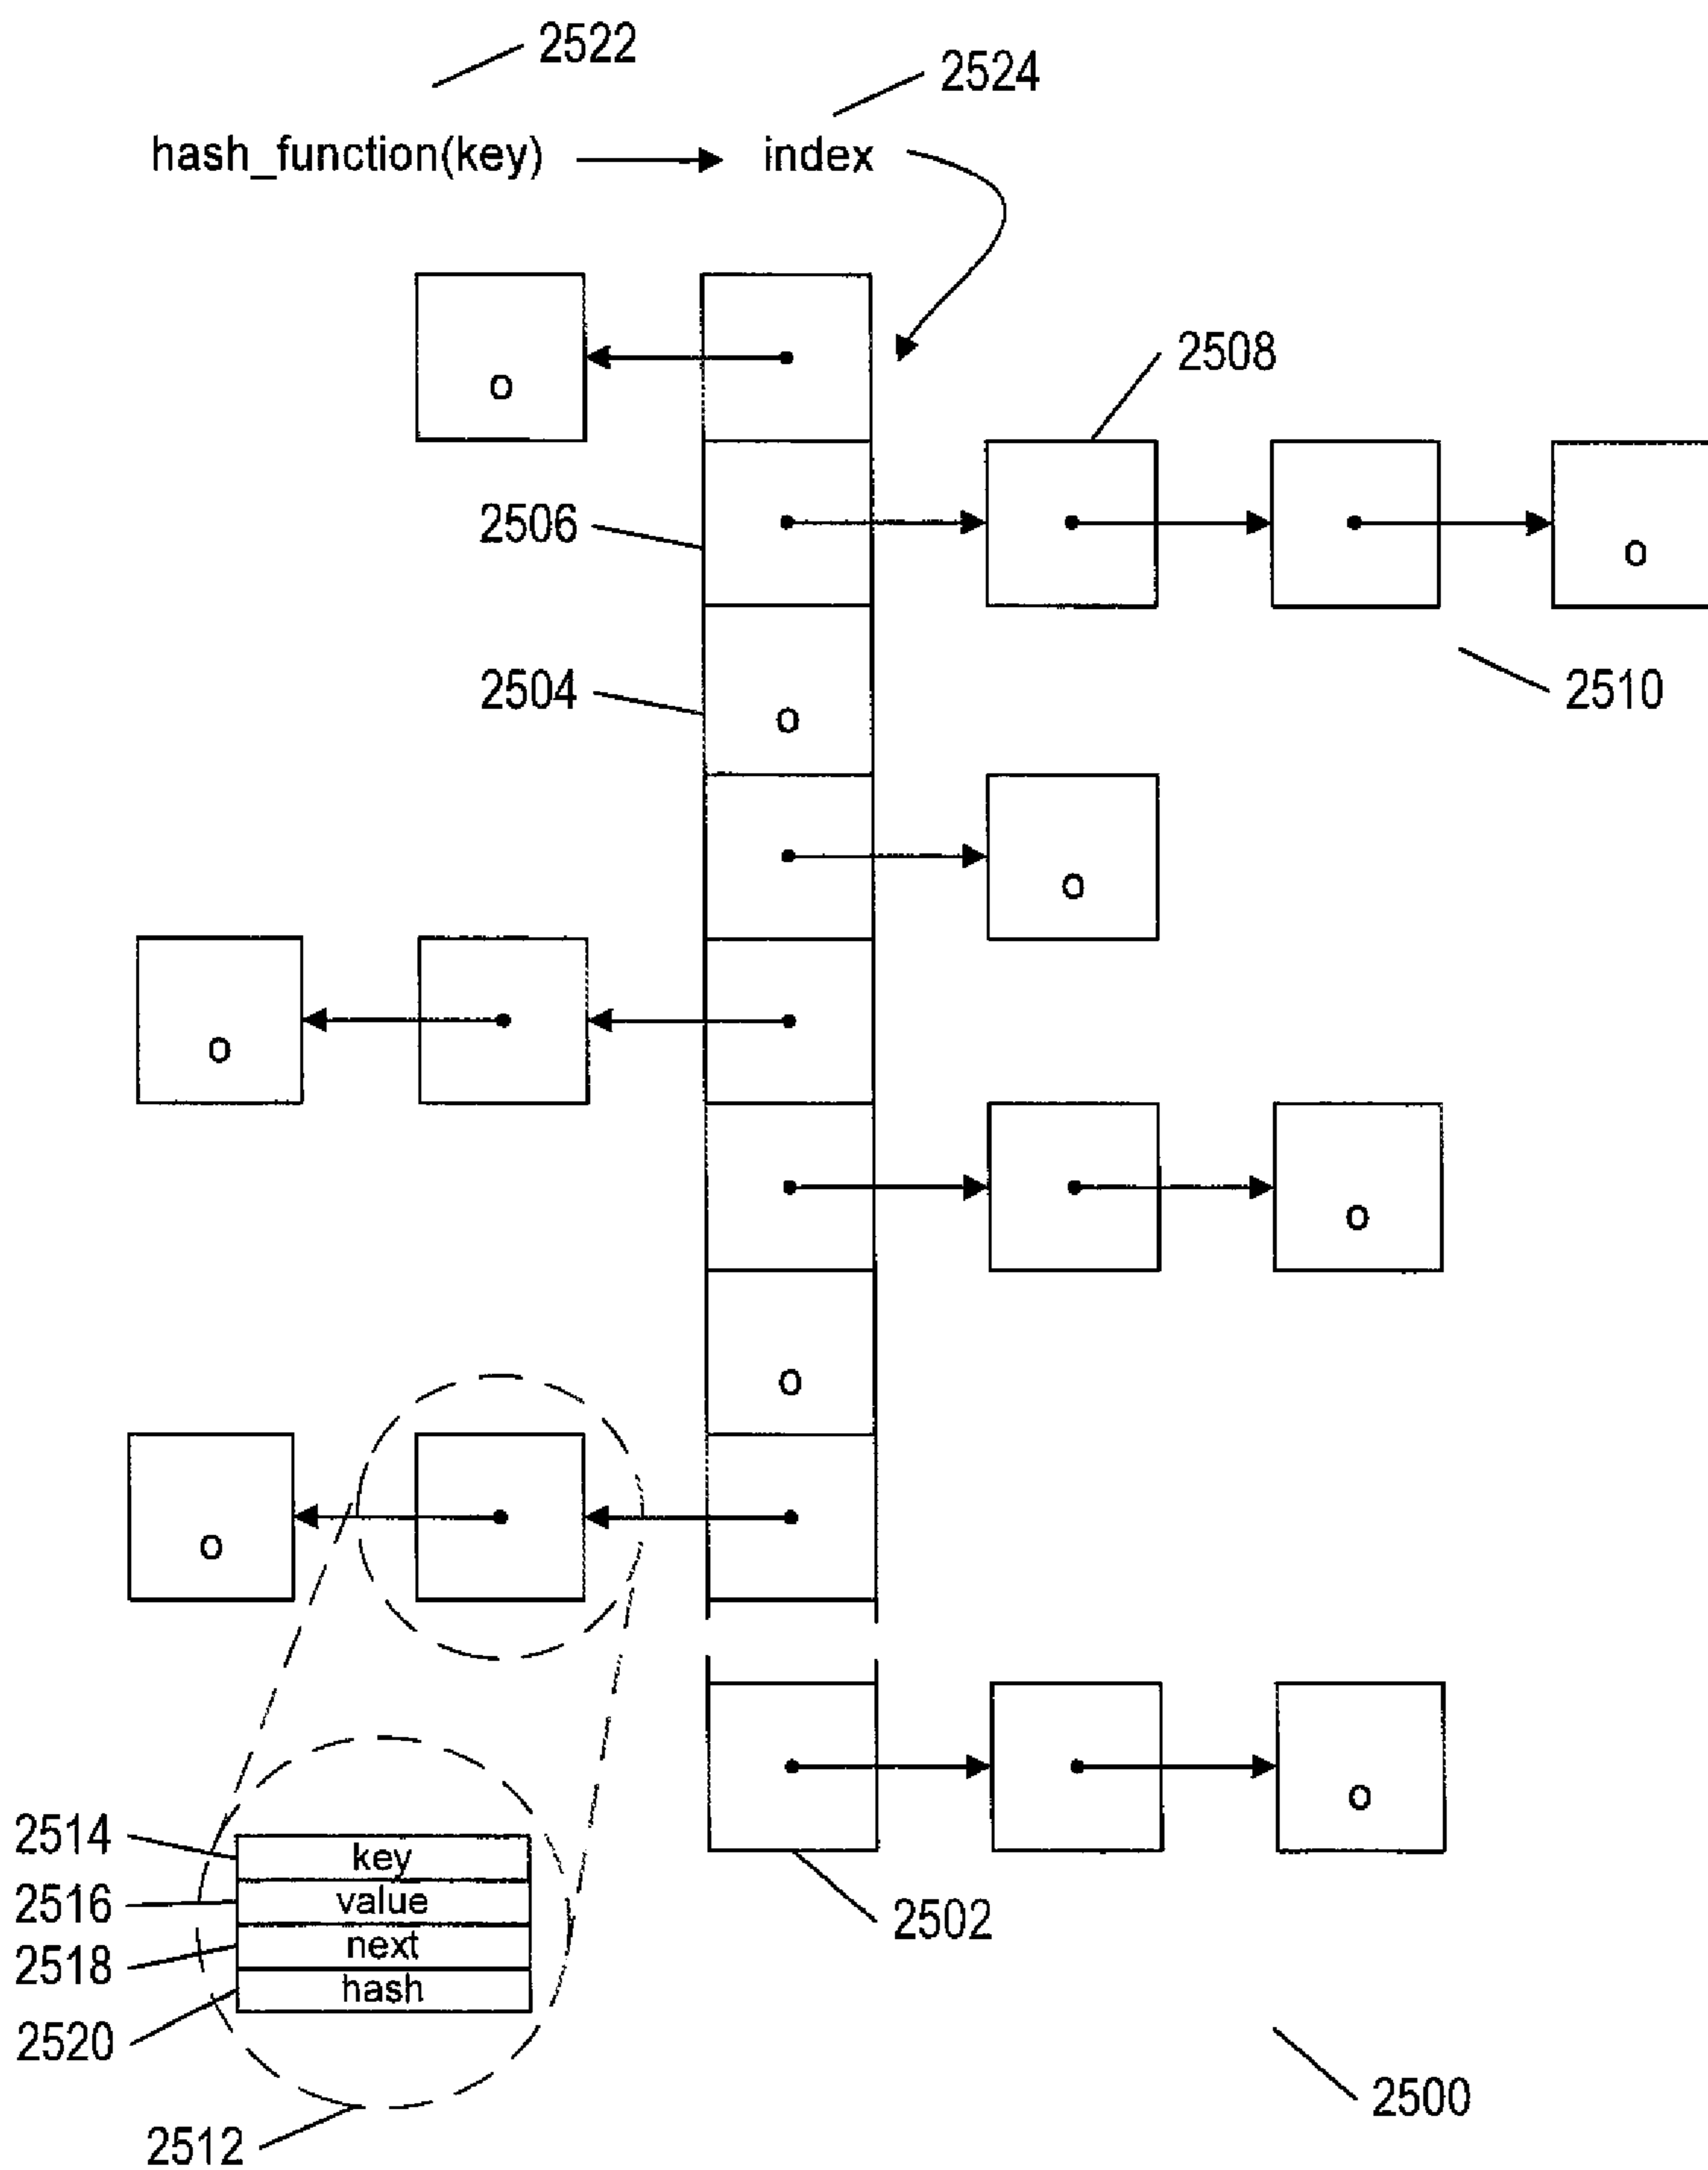 2522
2524
hash_function(key) index
o
2508
2506
o
2504
o
2510
o
o
o
o
o
2514
key
2516
value
2518
next
2520
hash
2502
o
2500
2512